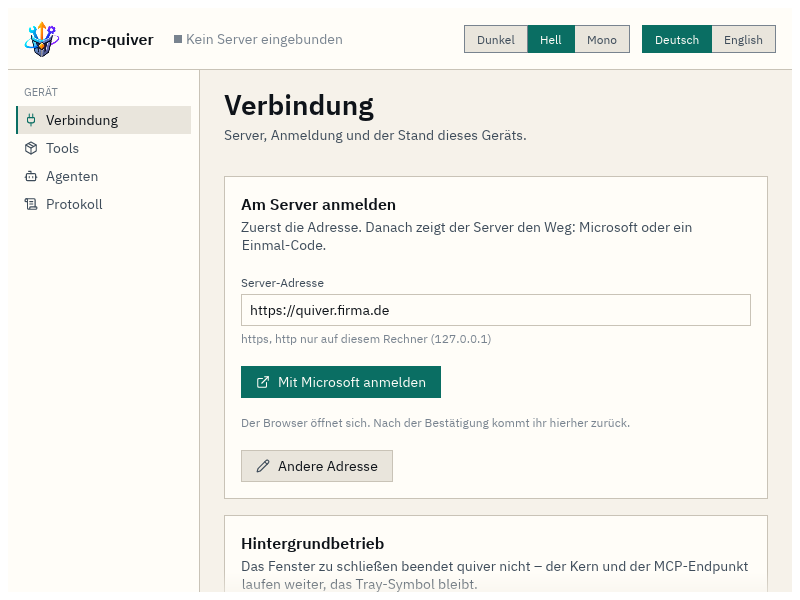 mcp-quiver
Kein Server eingebunden
Dunkel
Hell
Mono
Deutsch
English
GERÄT
Verbindung
Tools
Agenten
Protokoll
Verbindung
Server, Anmeldung und der Stand dieses Geräts.
Am Server anmelden
Zuerst die Adresse. Danach zeigt der Server den Weg: Microsoft oder ein
Einmal-Code.
Server-Adresse
https://quiver.firma.de
https, http nur auf diesem Rechner (127.0.0.1)
Mit Microsoft anmelden
Der Browser öffnet sich. Nach der Bestätigung kommt ihr hierher zurück.
Andere Adresse
Hintergrundbetrieb
Das Fenster zu schließen beendet quiver nicht – der Kern und der MCP-Endpunkt
laufen weiter, das Tray-Symbol bleibt.